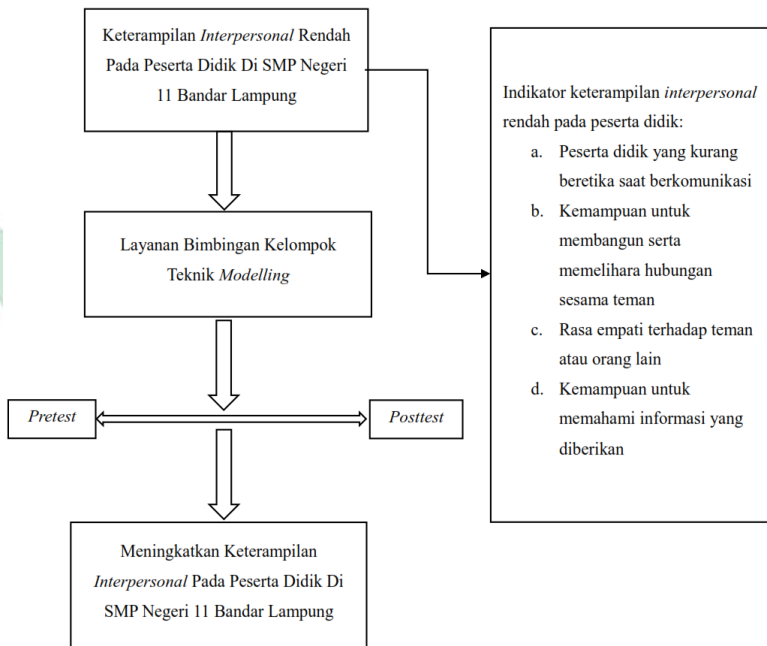 Keterampilan Interpersonal Rendah
Pada Peserta Didik Di SMP Negeri
11 Bandar Lampung
Indikator keterampilan interpersonal
rendah pada peserta didik:
a. Peserta didik yang kurang
beretika saat berkomunikasi
b. Kemampuan untuk
membangun serta
memelihara hubungan
sesama teman
c. Rasa empati terhadap teman
atau orang lain
d. Kemampuan untuk
memahami informasi yang
diberikan
Layanan Bimbingan Kelompok
Teknik Modelling
Pretest
Posttest
Meningkatkan Keterampilan
Interpersonal Pada Peserta Didik Di
SMP Negeri 11 Bandar Lampung